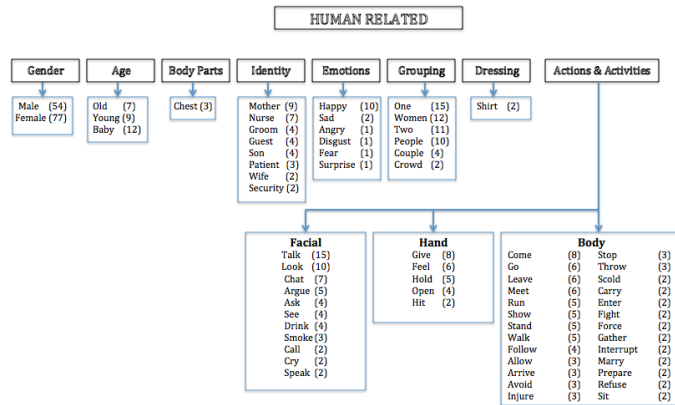 HUMAN RELATED
Gender
Age
Body Parts
Identity
Emotions
Grouping
Dressing
Actions & Activities
Male (54)
Female (77)
Old (7)
Young (9)
Baby (12)
Chest (3)
Mother (9)
Nurse (7)
Groom (4)
Guest (4)
Son (4)
Patient (3)
Wife (2)
Security (2)
Happy (10)
Sad (2)
Angry (1)
Disgust (1)
Fear (1)
Surprise (1)
One (15)
Women (12)
Two (11)
People (10)
Couple (4)
Crowd (2)
Shirt (2)
Facial
Talk (15)
Look (10)
Chat (7)
Argue (5)
Ask (4)
See (4)
Drink (4)
Smoke (3)
Call (2)
Cry (2)
Speak (2)
Hand
Give (8)
Feel (6)
Hold (5)
Open (4)
Hit (2)
Body
Come (8) Stop (3)
Go (6) Throw (3)
Leave (6) Scold (2)
Meet (6) Carry (2)
Run (5) Enter (2)
Show (5) Fight (2)
Stand (5) Force (2)
Walk (5) Gather (2)
Follow (4) Interrupt (2)
Allow (3) Marry (2)
Arrive (3) Prepare (2)
Avoid (3) Refuse (2)
Injure (3) Sit (2)